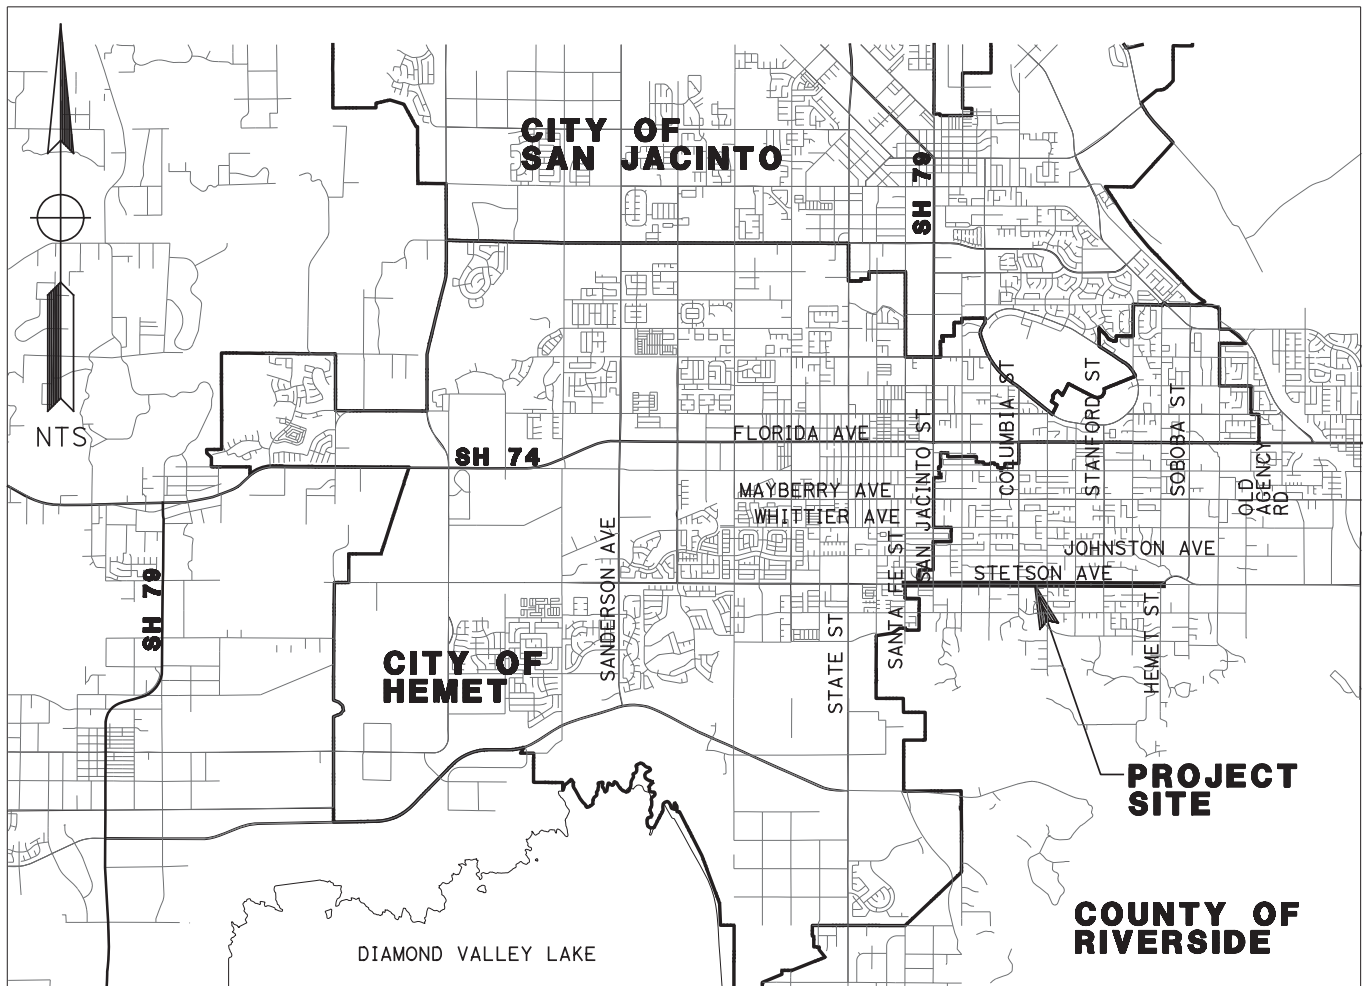 CITY OF
SAN JACINTO
SH 79
NTS
FLORIDA AVE
SH 74
COLUMBIA ST
STANFORD ST
SOBOBA ST
SAN JACINTO ST
OLD
AGENCY
RD
MAYBERRY AVE
WHITTIER AVE
JOHNSTON AVE
STETSON AVE
SANDERSON AVE
SANTA FE ST
STATE ST
HEMET ST
SH 79
CITY OF
HEMET
PROJECT
SITE
COUNTY OF
RIVERSIDE
DIAMOND VALLEY LAKE